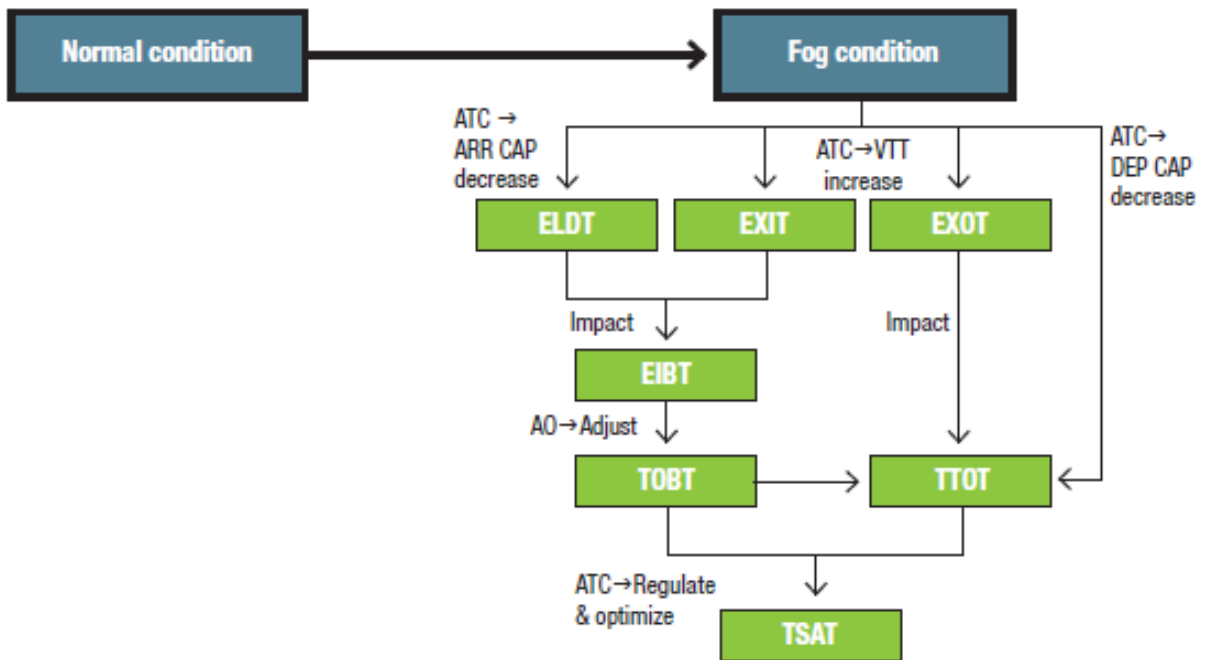 Normal condition
Fog condition
ATC →
ARR CAP
decrease
ATC→VTT
increase
ATC→
DEP CAP
decrease
ELDT
EXIT
EXOT
Impact
Impact
EIBT
AO→Adjust
TOBT
TTOT
ATC→Regulate
& optimize
TSAT